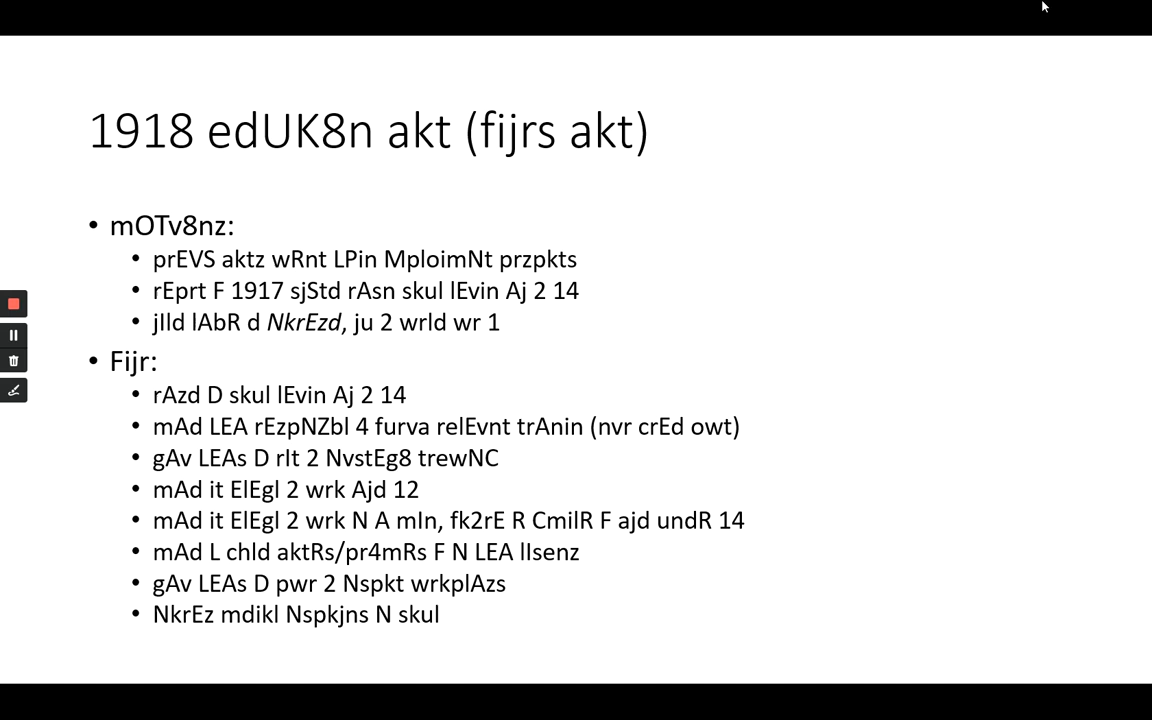 1918 edUK8n akt (fijrs akt)
• mOTv8nz:
• prEVS aktz wRnt LPin MploimNt przpkts
• rEprt F 1917 sjStd rAsn skul lEvin Aj 2 14
• jIld lAbR d NkrEzd, ju 2 wrld wr 1
• Fijr:
• rAzd D skul lEvin Aj 2 14
• mAd LEA rEzpNZbl 4 furva relEvnt trAnin (nvr crEd owt)
• gAv LEAs D rIt 2 NvstEg8 trewNC
• mAd it ElEgl 2 wrk Ajd 12
• mAd it ElEgl 2 wrk N A mIn, fk2rE R CmilR F ajd undR 14
• mAd L chld aktRs/pr4mRs F N LEA lIsenz
• gAv LEAs D pwr 2 Nspkt wrkplAzs
• NkrEz mdikl Nspkjns N skul